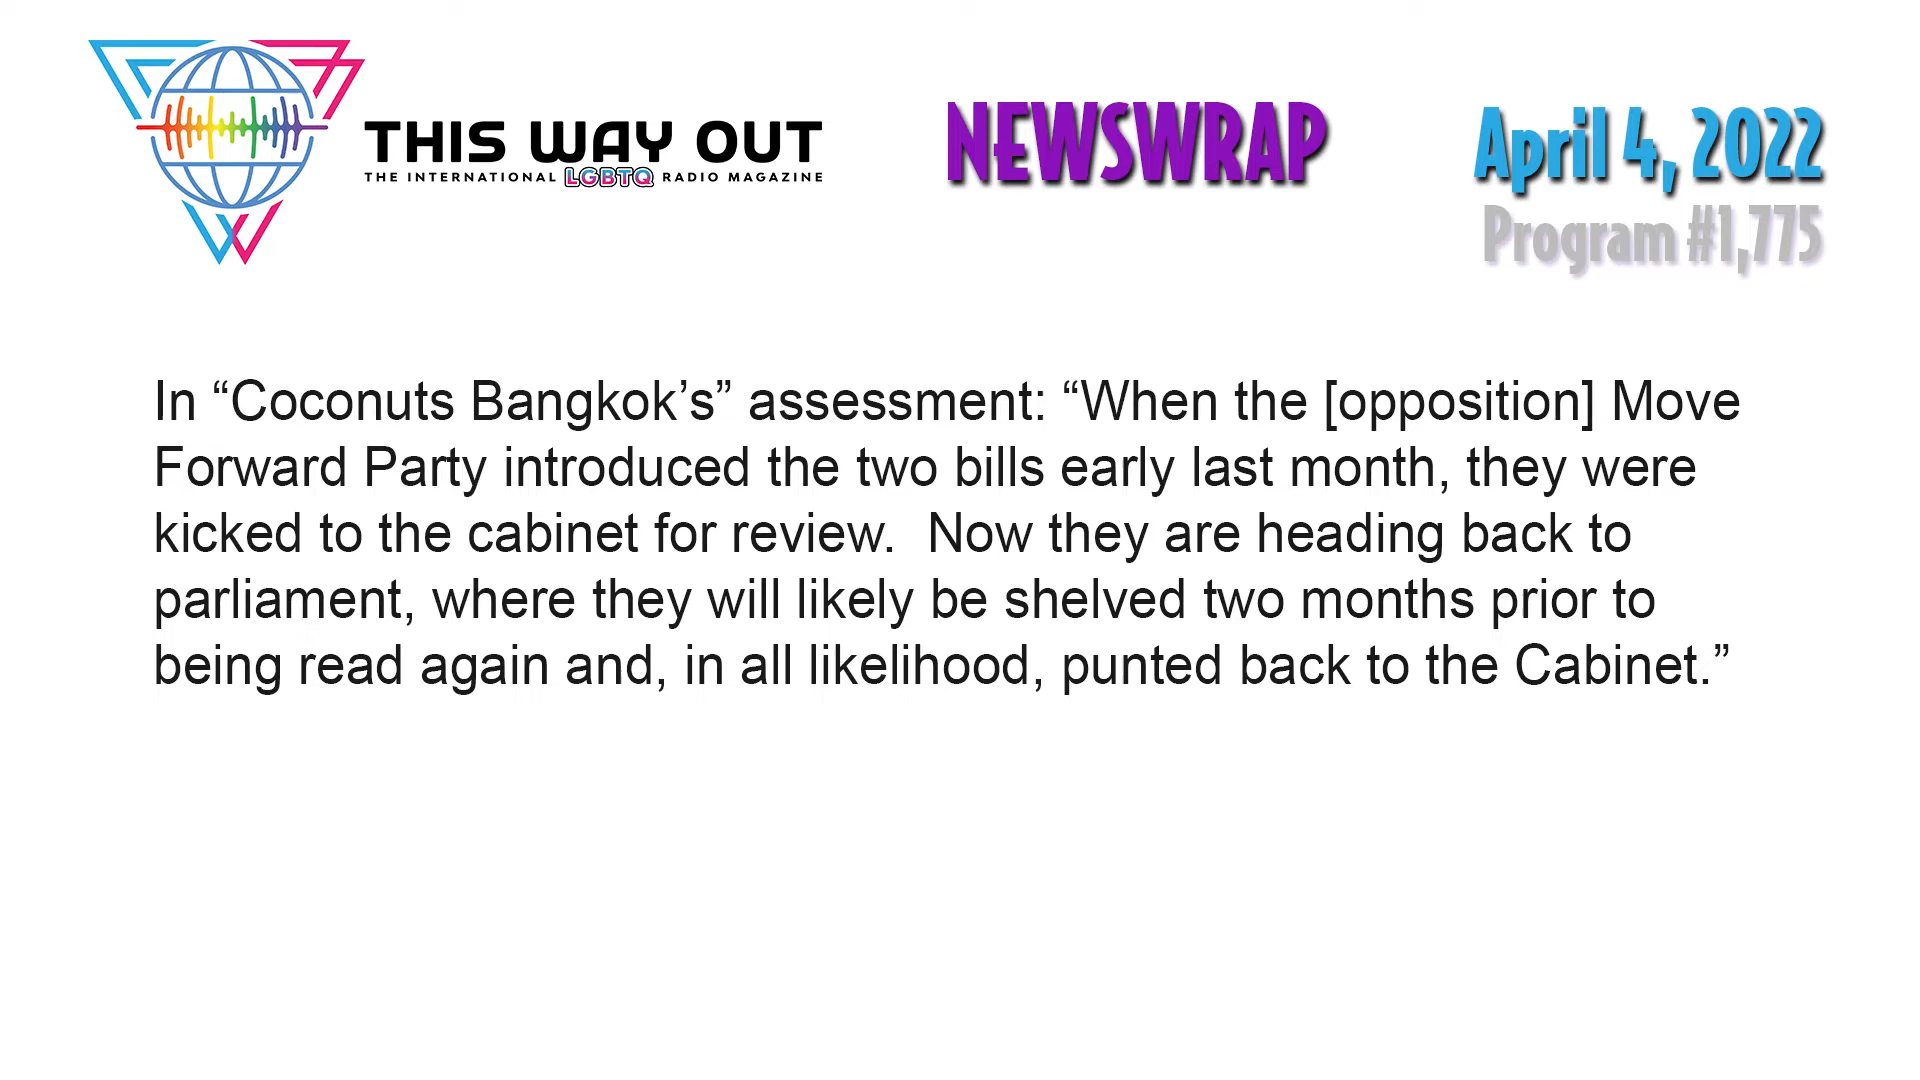 THIS WAY OUT
THE INTERNATIONAL LGBTQ RADIO MAGAZINE
NEWSWRAP
April 4, 2022
Program #1,775
In “Coconuts Bangkok’s” assessment: “When the [opposition] Move
Forward Party introduced the two bills early last month, they were
kicked to the cabinet for review.  Now they are heading back to
parliament, where they will likely be shelved two months prior to
being read again and, in all likelihood, punted back to the Cabinet.”